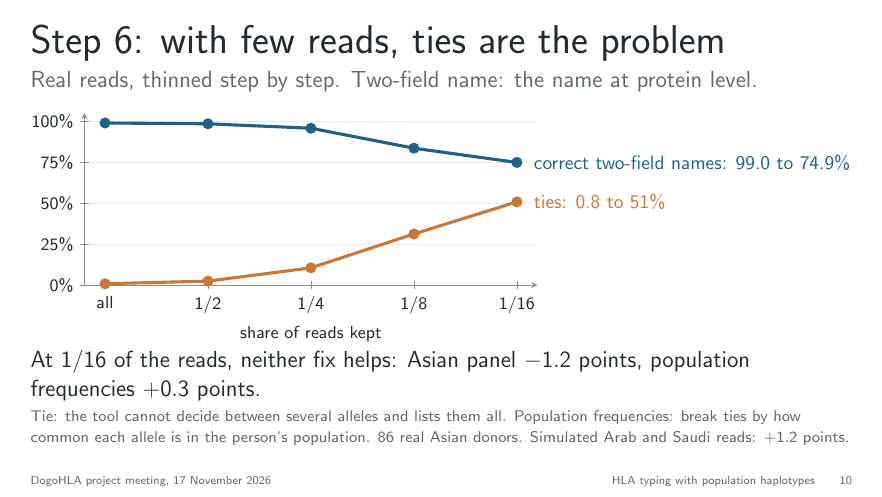 Step 6: with few reads, ties are the problem
Real reads, thinned step by step. Two-field name: the name at protein level.
100%
75%
50%
25%
0%
correct two-field names: 99.0 to 74.9%
ties: 0.8 to 51%
all 1/2 1/4 1/8 1/16
share of reads kept
At 1/16 of the reads, neither fix helps: Asian panel −1.2 points, population
frequencies +0.3 points.
Tie: the tool cannot decide between several alleles and lists them all. Population frequencies: break ties by how
common each allele is in the person's population. 86 real Asian donors. Simulated Arab and Saudi reads: +1.2 points.
DogoHLA project meeting, 17 November 2026 HLA typing with population haplotypes 10